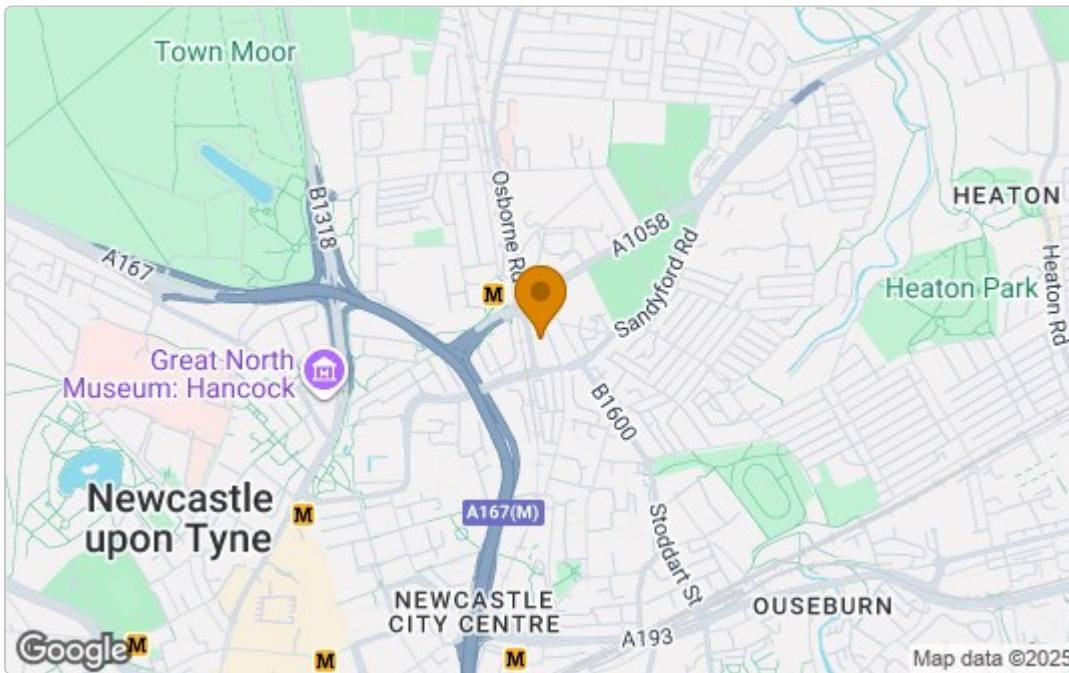 Town Moor
B1318
Osborne Rd
A1058
HEATON
A167
Sandyford Rd
Heaton Park
Heaton Rd
M
Great North
Museum: Hancock
B1600
Newcastle
upon Tyne
M
A167(M)
Stoddart St
NEWCASTLE
CITY CENTRE
OUSEBURN
A193
M
M
M
Google
Map data ©2025